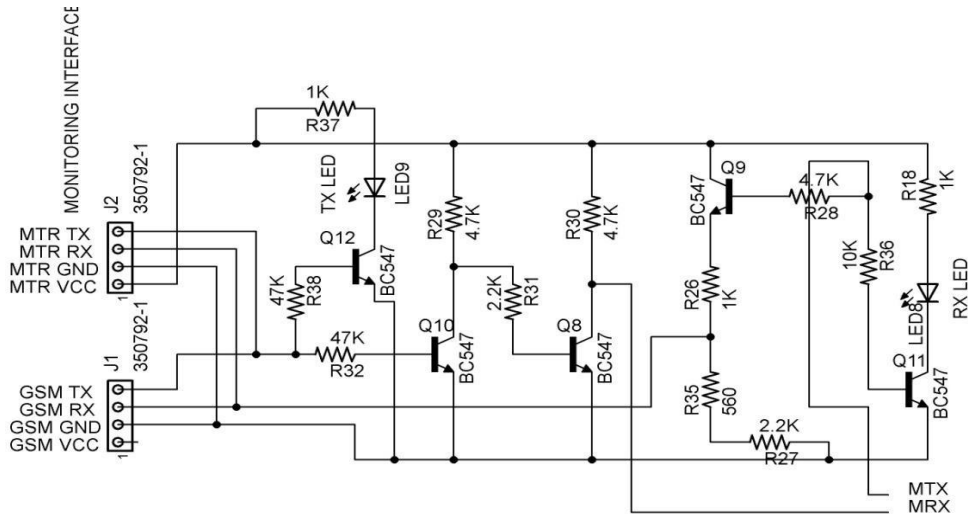 MONITORING INTERFACE
J2
350792-1
MTR TX
MTR RX
MTR GND
MTR VCC
1
J1
350792-1
GSM TX
GSM RX
GSM GND
GSM VCC
1
1K
R37
TX LED
LED9
Q12
BC547
47K
R38
47K
R32
R29
4.7K
Q10
BC547
2.2K
R31
R30
4.7K
Q8
BC547
Q9
BC547
4.7K
R28
R26
1K
R35
560
2.2K
R27
10K
R36
R18
1K
RX LED
LED8
Q11
BC547
MTX
MRX